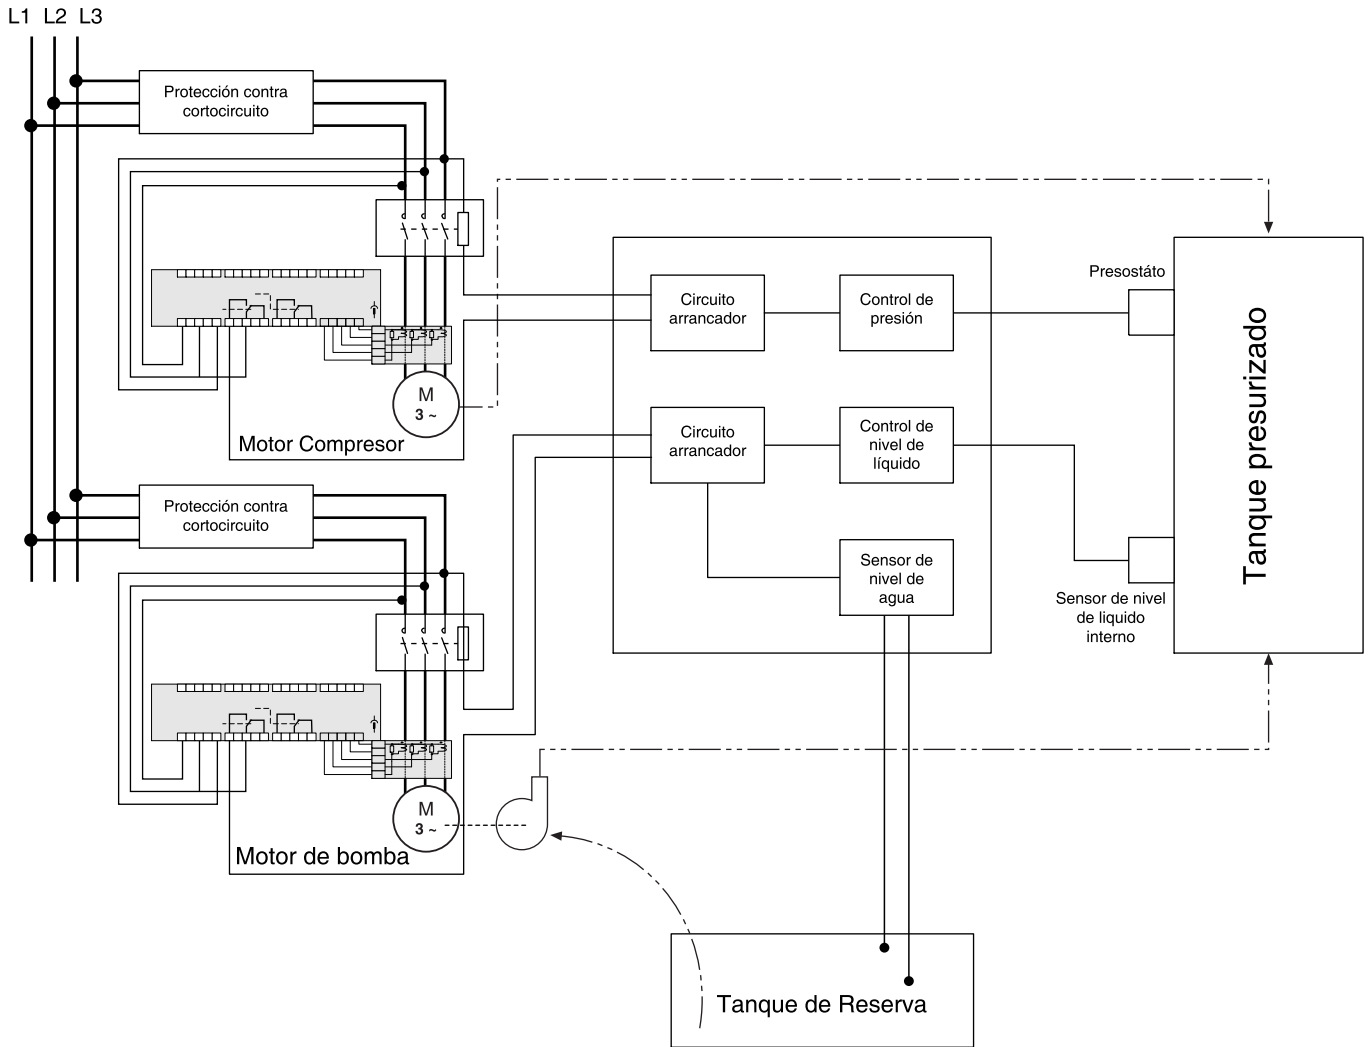 L1 L2 L3
Protección contra
cortocircuito
Motor Compresor
M
3 ~
Circuito
arrancador
Control de
presión
Presostáto
Tanque presurizado
Circuito
arrancador
Control de
nivel de
líquido
Sensor de
nivel de
agua
Sensor de nivel
de liquido
interno
Protección contra
cortocircuito
M
3 ~
Motor de bomba
Tanque de Reserva